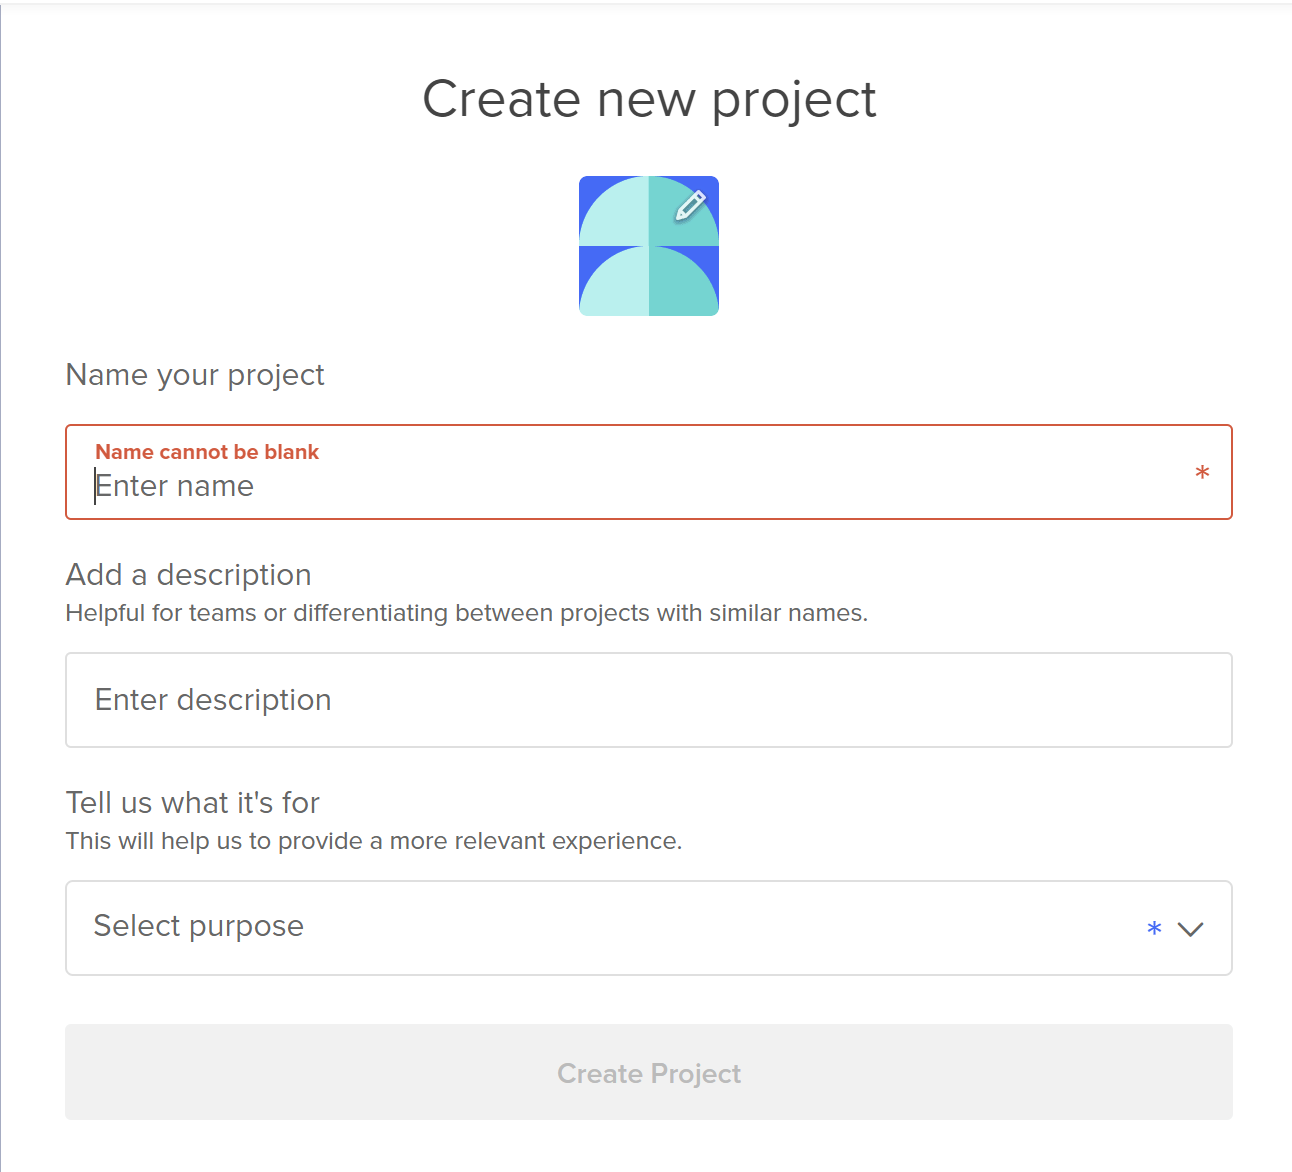 Create new project
Name your project
Name cannot be blank
Enter name
*
Add a description
Helpful for teams or differentiating between projects with similar names.
Enter description
Tell us what it's for
This will help us to provide a more relevant experience.
Select purpose *
Create Project